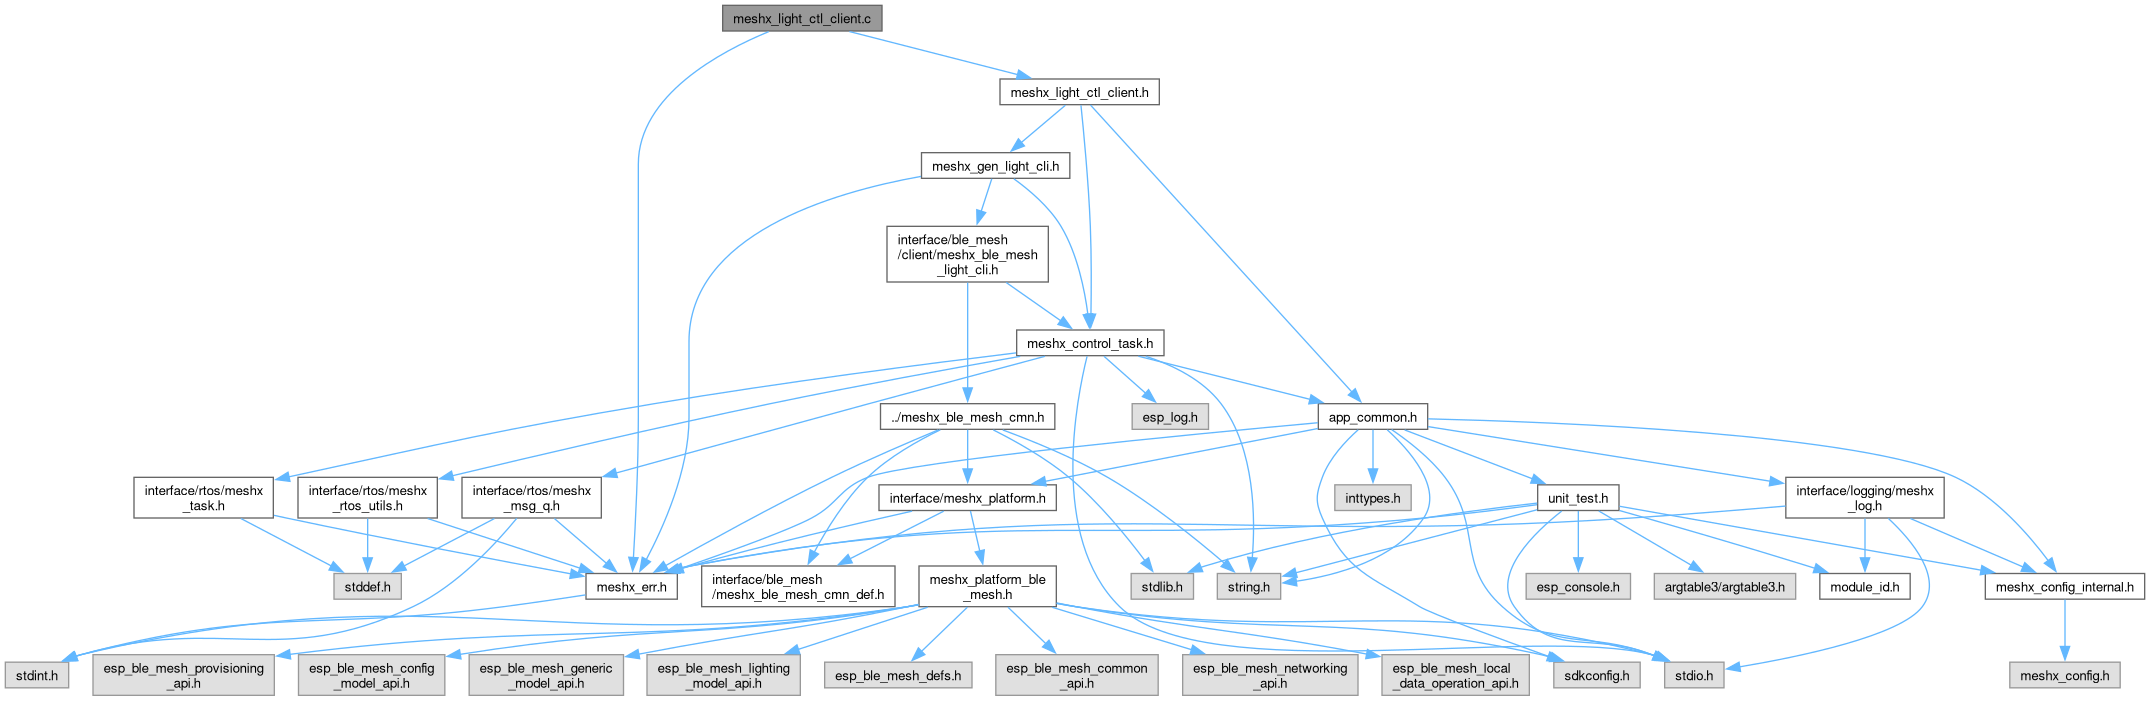 meshx_light_ctl_client.c
meshx_light_ctl_client.h
meshx_gen_light_cli.h
interface/ble_mesh
/client/meshx_ble_mesh
_light_cli.h
meshx_control_task.h
../meshx_ble_mesh_cmn.h
esp_log.h
app_common.h
interface/rtos/meshx
_task.h
interface/rtos/meshx
_rtos_utils.h
interface/rtos/meshx
_msg_q.h
interface/meshx_platform.h
inttypes.h
unit_test.h
interface/logging/meshx
_log.h
stddef.h
meshx_err.h
interface/ble_mesh
/meshx_ble_mesh_cmn_def.h
meshx_platform_ble
_mesh.h
stdlib.h
string.h
esp_console.h
argtable3/argtable3.h
module_id.h
meshx_config_internal.h
stdint.h
esp_ble_mesh_provisioning
_api.h
esp_ble_mesh_config
_model_api.h
esp_ble_mesh_generic
_model_api.h
esp_ble_mesh_lighting
_model_api.h
esp_ble_mesh_defs.h
esp_ble_mesh_common
_api.h
esp_ble_mesh_networking
_api.h
esp_ble_mesh_local
_data_operation_api.h
sdkconfig.h
stdio.h
meshx_config.h